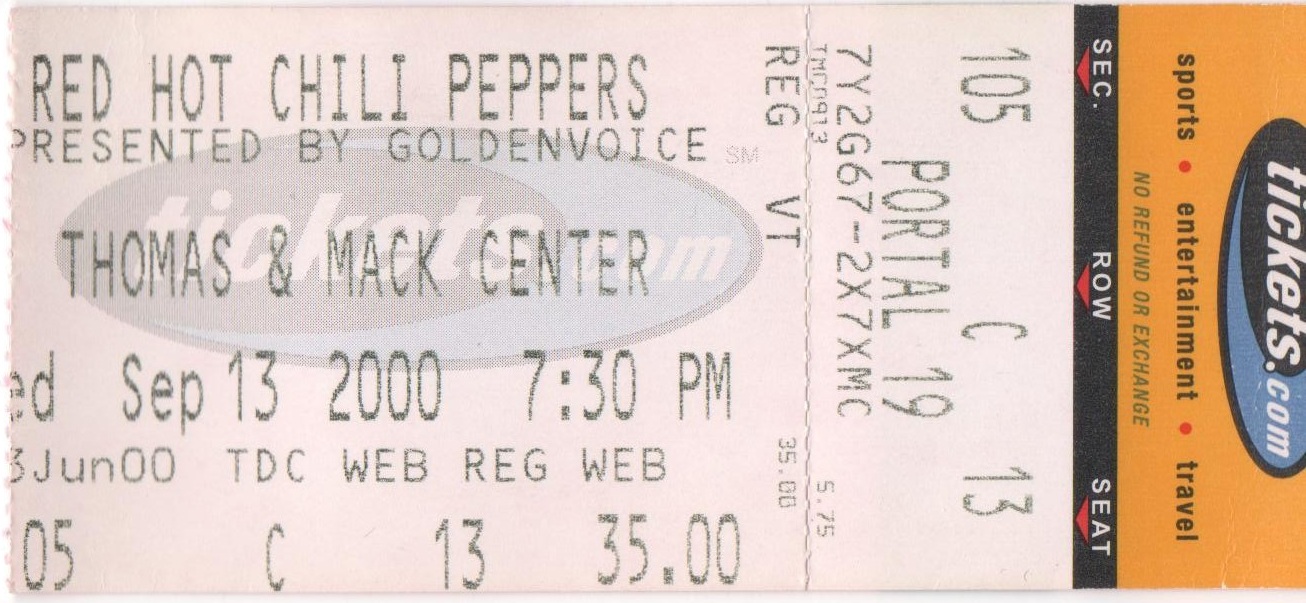 RED HOT CHILI PEPPERS
PRESENTED BY GOLDENVOICE SM
tickets.com
THOMAS & MACK CENTER
ed Sep 13 2000 7:30 PM
3Jun00 TDC WEB REG WEB
05 C 13 35.00
REG VT 35.00
TMC0913 5.75
7Y2G67-2X7XMC
PORTAL 19
105 C 13
SEC. ROW SEAT
NO REFUND OR EXCHANGE
sports • entertainment • travel
tickets.com